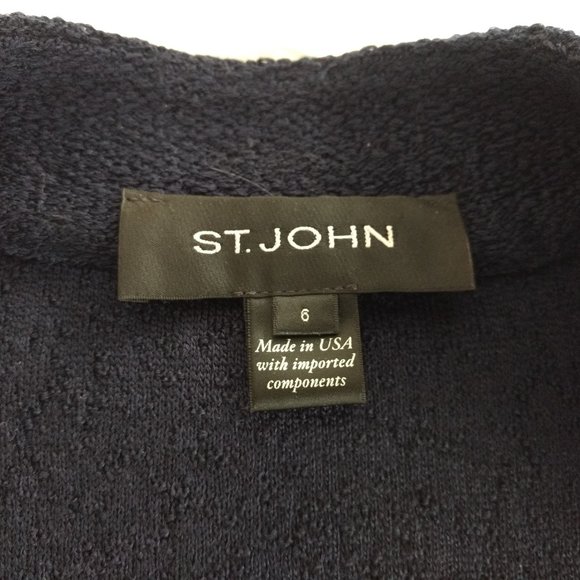 ST. JOHN
6
Made in USA
with imported
components